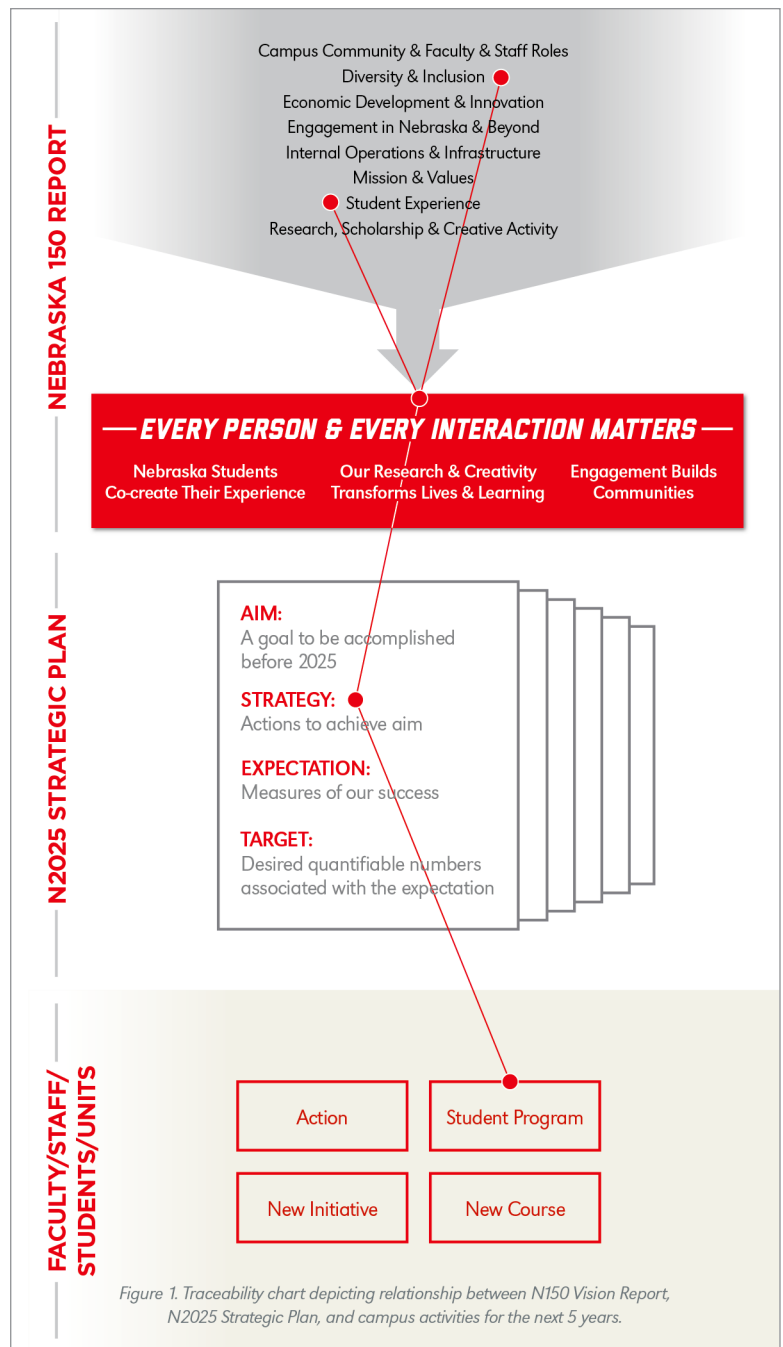 NEBRASKA 150 REPORT
Campus Community & Faculty & Staff Roles
Diversity & Inclusion
Economic Development & Innovation
Engagement in Nebraska & Beyond
Internal Operations & Infrastructure
Mission & Values
Student Experience
Research, Scholarship & Creative Activity
EVERY PERSON & EVERY INTERACTION MATTERS
Nebraska Students
Co-create Their Experience
Our Research & Creativity
Transforms Lives & Learning
Engagement Builds
Communities
N2025 STRATEGIC PLAN
AIM:
A goal to be accomplished
before 2025
STRATEGY:
Actions to achieve aim
EXPECTATION:
Measures of our success
TARGET:
Desired quantifiable numbers
associated with the expectation
FACULTY/STAFF/
STUDENTS/UNITS
Action
Student Program
New Initiative
New Course
Figure 1. Traceability chart depicting relationship between N150 Vision Report,
N2025 Strategic Plan, and campus activities for the next 5 years.